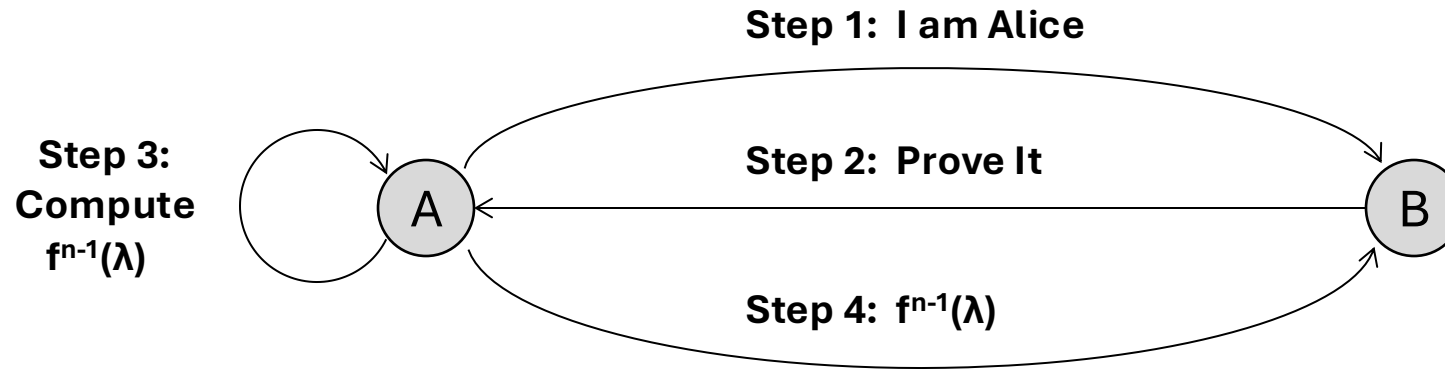 Step 1: I am Alice
Step 3:
Compute
fⁿ⁻¹(λ)
A
Step 2: Prove It
B
Step 4: fⁿ⁻¹(λ)